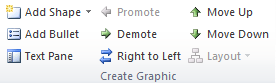 Add Shape Promote Move Up
Add Bullet Demote Move Down
Text Pane Right to Left Layout
Create Graphic